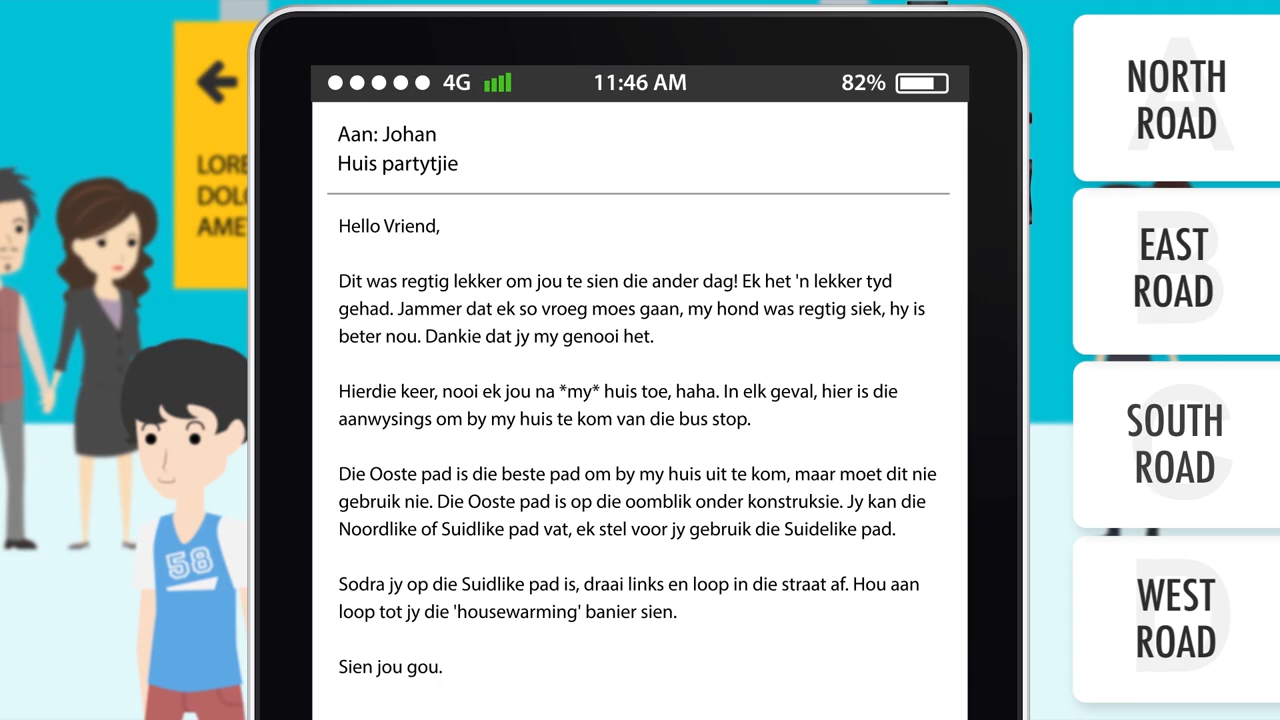 LORE
DOLO
AME
4G 11:46 AM 82%
Aan: Johan
Huis partytjie
Hello Vriend,
Dit was regtig lekker om jou te sien die ander dag! Ek het 'n lekker tyd
gehad. Jammer dat ek so vroeg moes gaan, my hond was regtig siek, hy is
beter nou. Dankie dat jy my genooi het.
Hierdie keer, nooi ek jou na *my* huis toe, haha. In elk geval, hier is die
aanwysings om by my huis te kom van die bus stop.
Die Ooste pad is die beste pad om by my huis uit te kom, maar moet dit nie
gebruik nie. Die Ooste pad is op die oomblik onder konstruksie. Jy kan die
Noordlike of Suidlike pad vat, ek stel voor jy gebruik die Suidelike pad.
Sodra jy op die Suidlike pad is, draai links en loop in die straat af. Hou aan
loop tot jy die 'housewarming' banier sien.
Sien jou gou.
58
A
NORTH
ROAD
B
EAST
ROAD
C
SOUTH
ROAD
D
WEST
ROAD